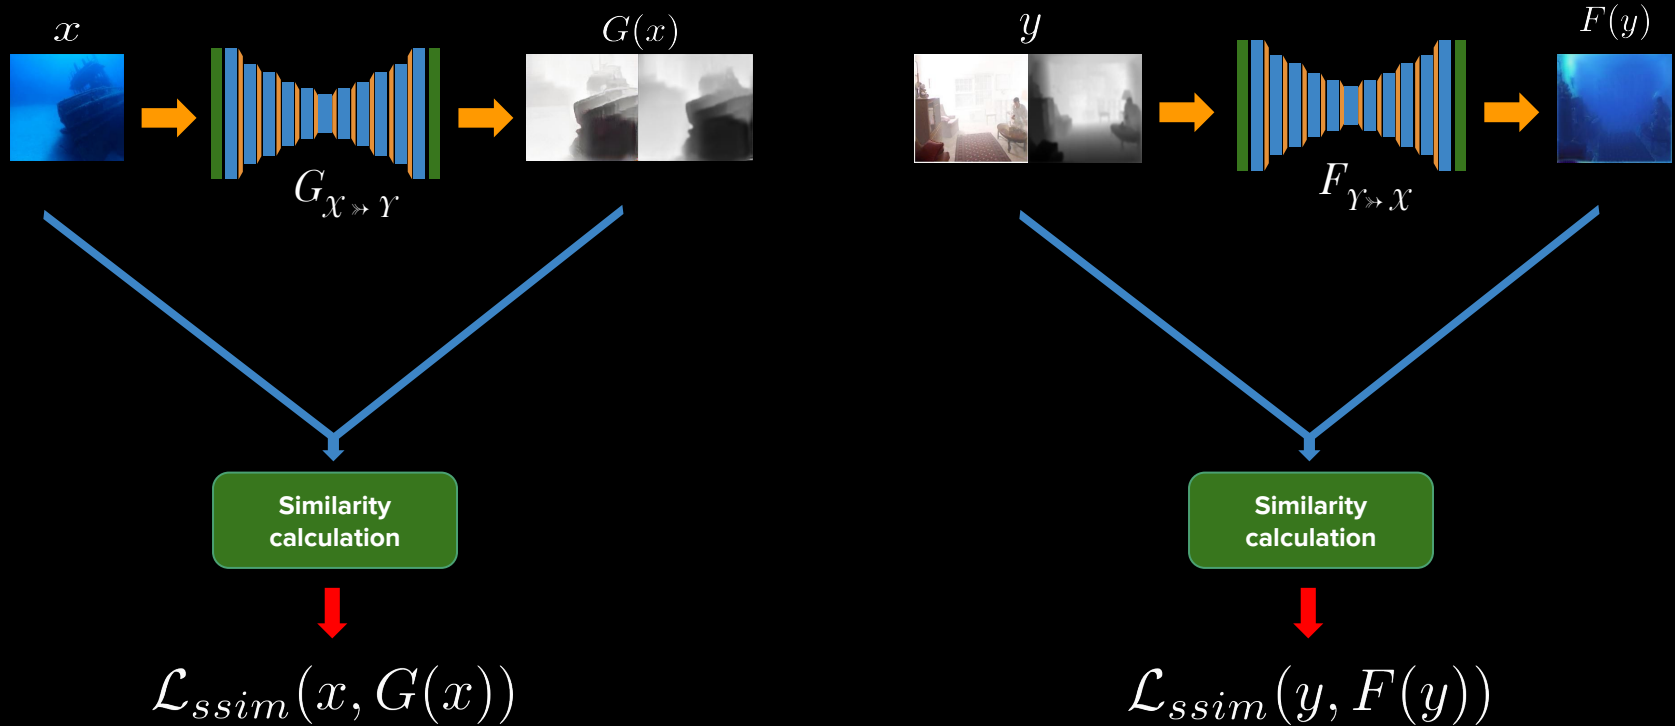 x
G(x)
y
F(y)
G_{X ↣ Y}
F_{Y ↣ X}
Similarity
calculation
Similarity
calculation
ℒ_{ssim}(x, G(x))
ℒ_{ssim}(y, F(y))